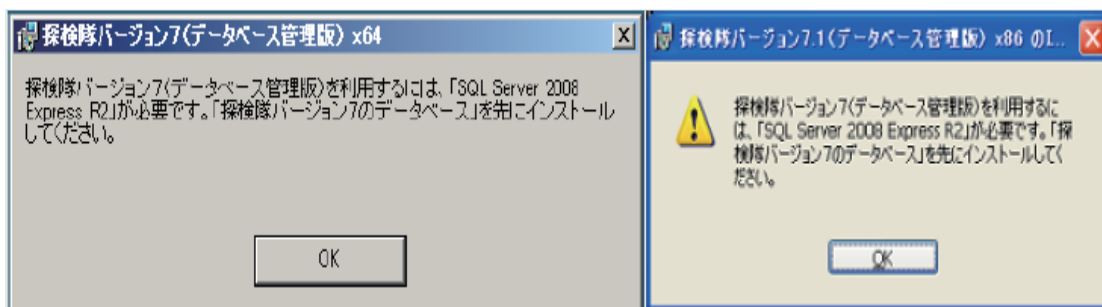 探検隊バージョン7(データベース管理版) x64
探検隊バージョン7(データベース管理版)を利用するには、「SQL Server 2008
Express R2」が必要です。「探検隊バージョン7のデータベース」を先にインストール
してください。
OK
探検隊バージョン7.1(データベース管理版) x86 のI...
探検隊バージョン7(データベース管理版)を利用するに
は、「SQL Server 2008 Express R2」が必要です。「探
検隊バージョン7のデータベース」を先にインストールしてく
ださい。
OK